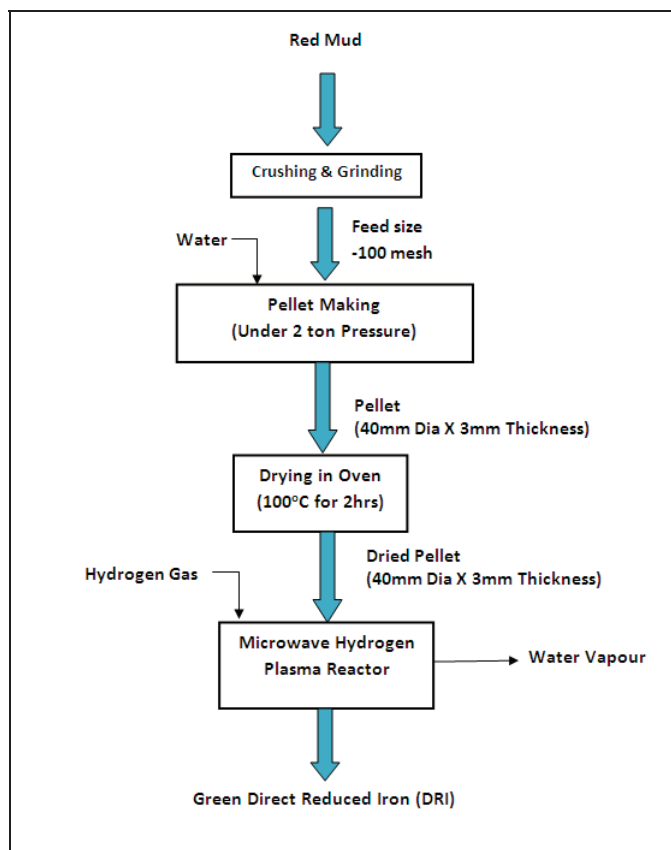 Red Mud
Crushing & Grinding
Feed size
-100 mesh
Water
Pellet Making
(Under 2 ton Pressure)
Pellet
(40mm Dia X 3mm Thickness)
Drying in Oven
(100°C for 2hrs)
Dried Pellet
(40mm Dia X 3mm Thickness)
Hydrogen Gas
Microwave Hydrogen
Plasma Reactor
Water Vapour
Green Direct Reduced Iron (DRI)